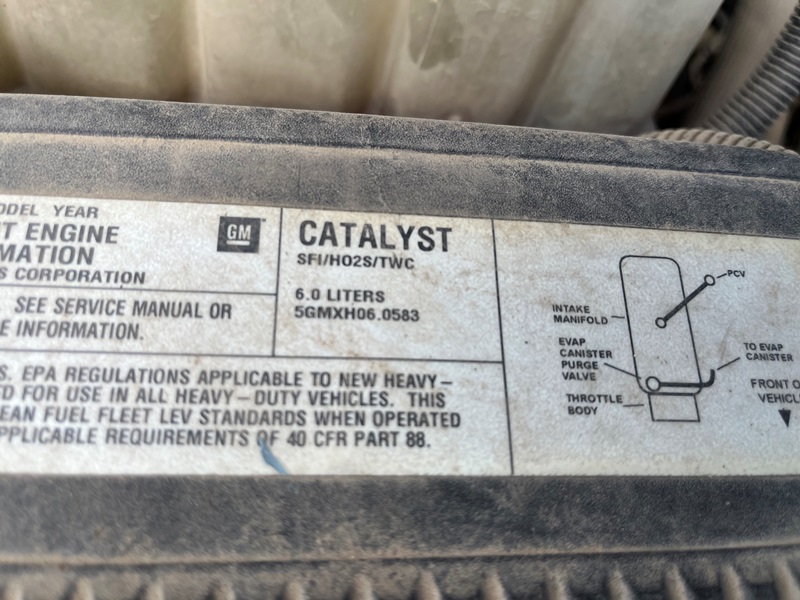 ODEL YEAR
T ENGINE
MATION
S CORPORATION
GM
SEE SERVICE MANUAL OR
E INFORMATION.
CATALYST
SFI/HO2S/TWC
6.0 LITERS
5GMXH06.0583
S. EPA REGULATIONS APPLICABLE TO NEW HEAVY–
D FOR USE IN ALL HEAVY–DUTY VEHICLES. THIS
EAN FUEL FLEET LEV STANDARDS WHEN OPERATED
PPLICABLE REQUIREMENTS OF 40 CFR PART 88.
PCV
INTAKE
MANIFOLD
EVAP
CANISTER
PURGE
VALVE
THROTTLE
BODY
TO EVAP
CANISTER
FRONT O
VEHICL